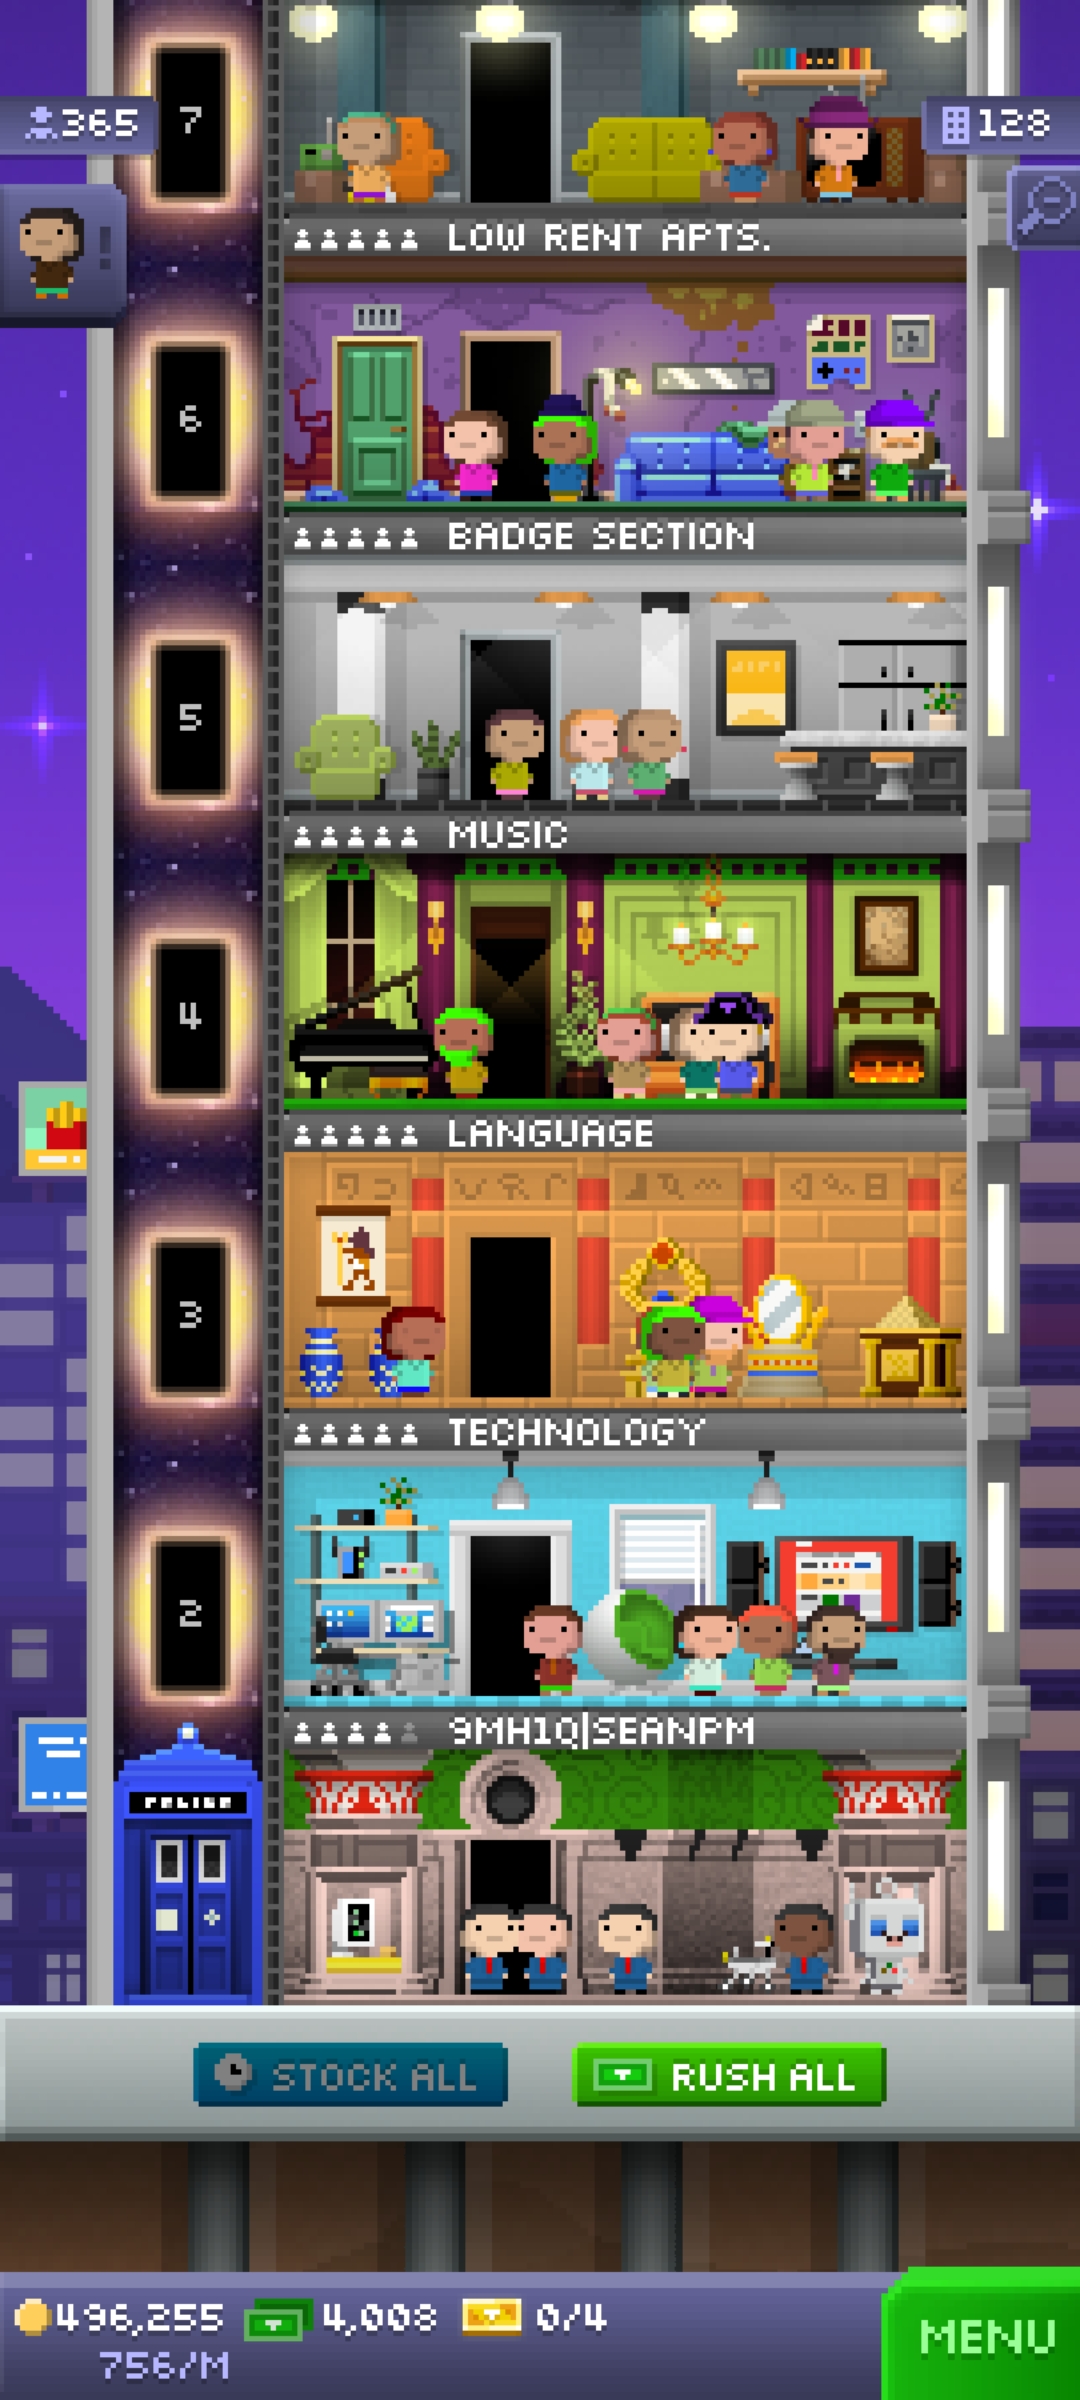 7
365
128
LOW RENT APTS.
6
BADGE SECTION
5
MUSIC
4
LANGUAGE
3
TECHNOLOGY
2
9MH1Q|SEANPM
POLICE
STOCK ALL
RUSH ALL
496,255
4,008
0/4
756/M
MENU